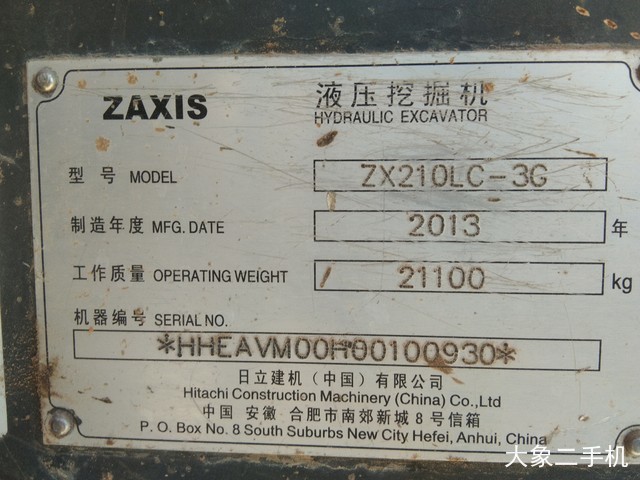 ZAXIS 液压挖掘机
HYDRAULIC EXCAVATOR
型号 MODEL ZX210LC-3G
制造年度 MFG. DATE 2013 年
工作质量 OPERATING WEIGHT 21100 kg
机器编号 SERIAL NO.
*HHEAVM00H00100930*
日立建机（中国）有限公司
Hitachi Construction Machinery (China) Co.,Ltd
中国 安徽 合肥市南郊新城8号信箱
P. O. Box No. 8 South Suburbs New City Hefei, Anhui, China
大象二手机